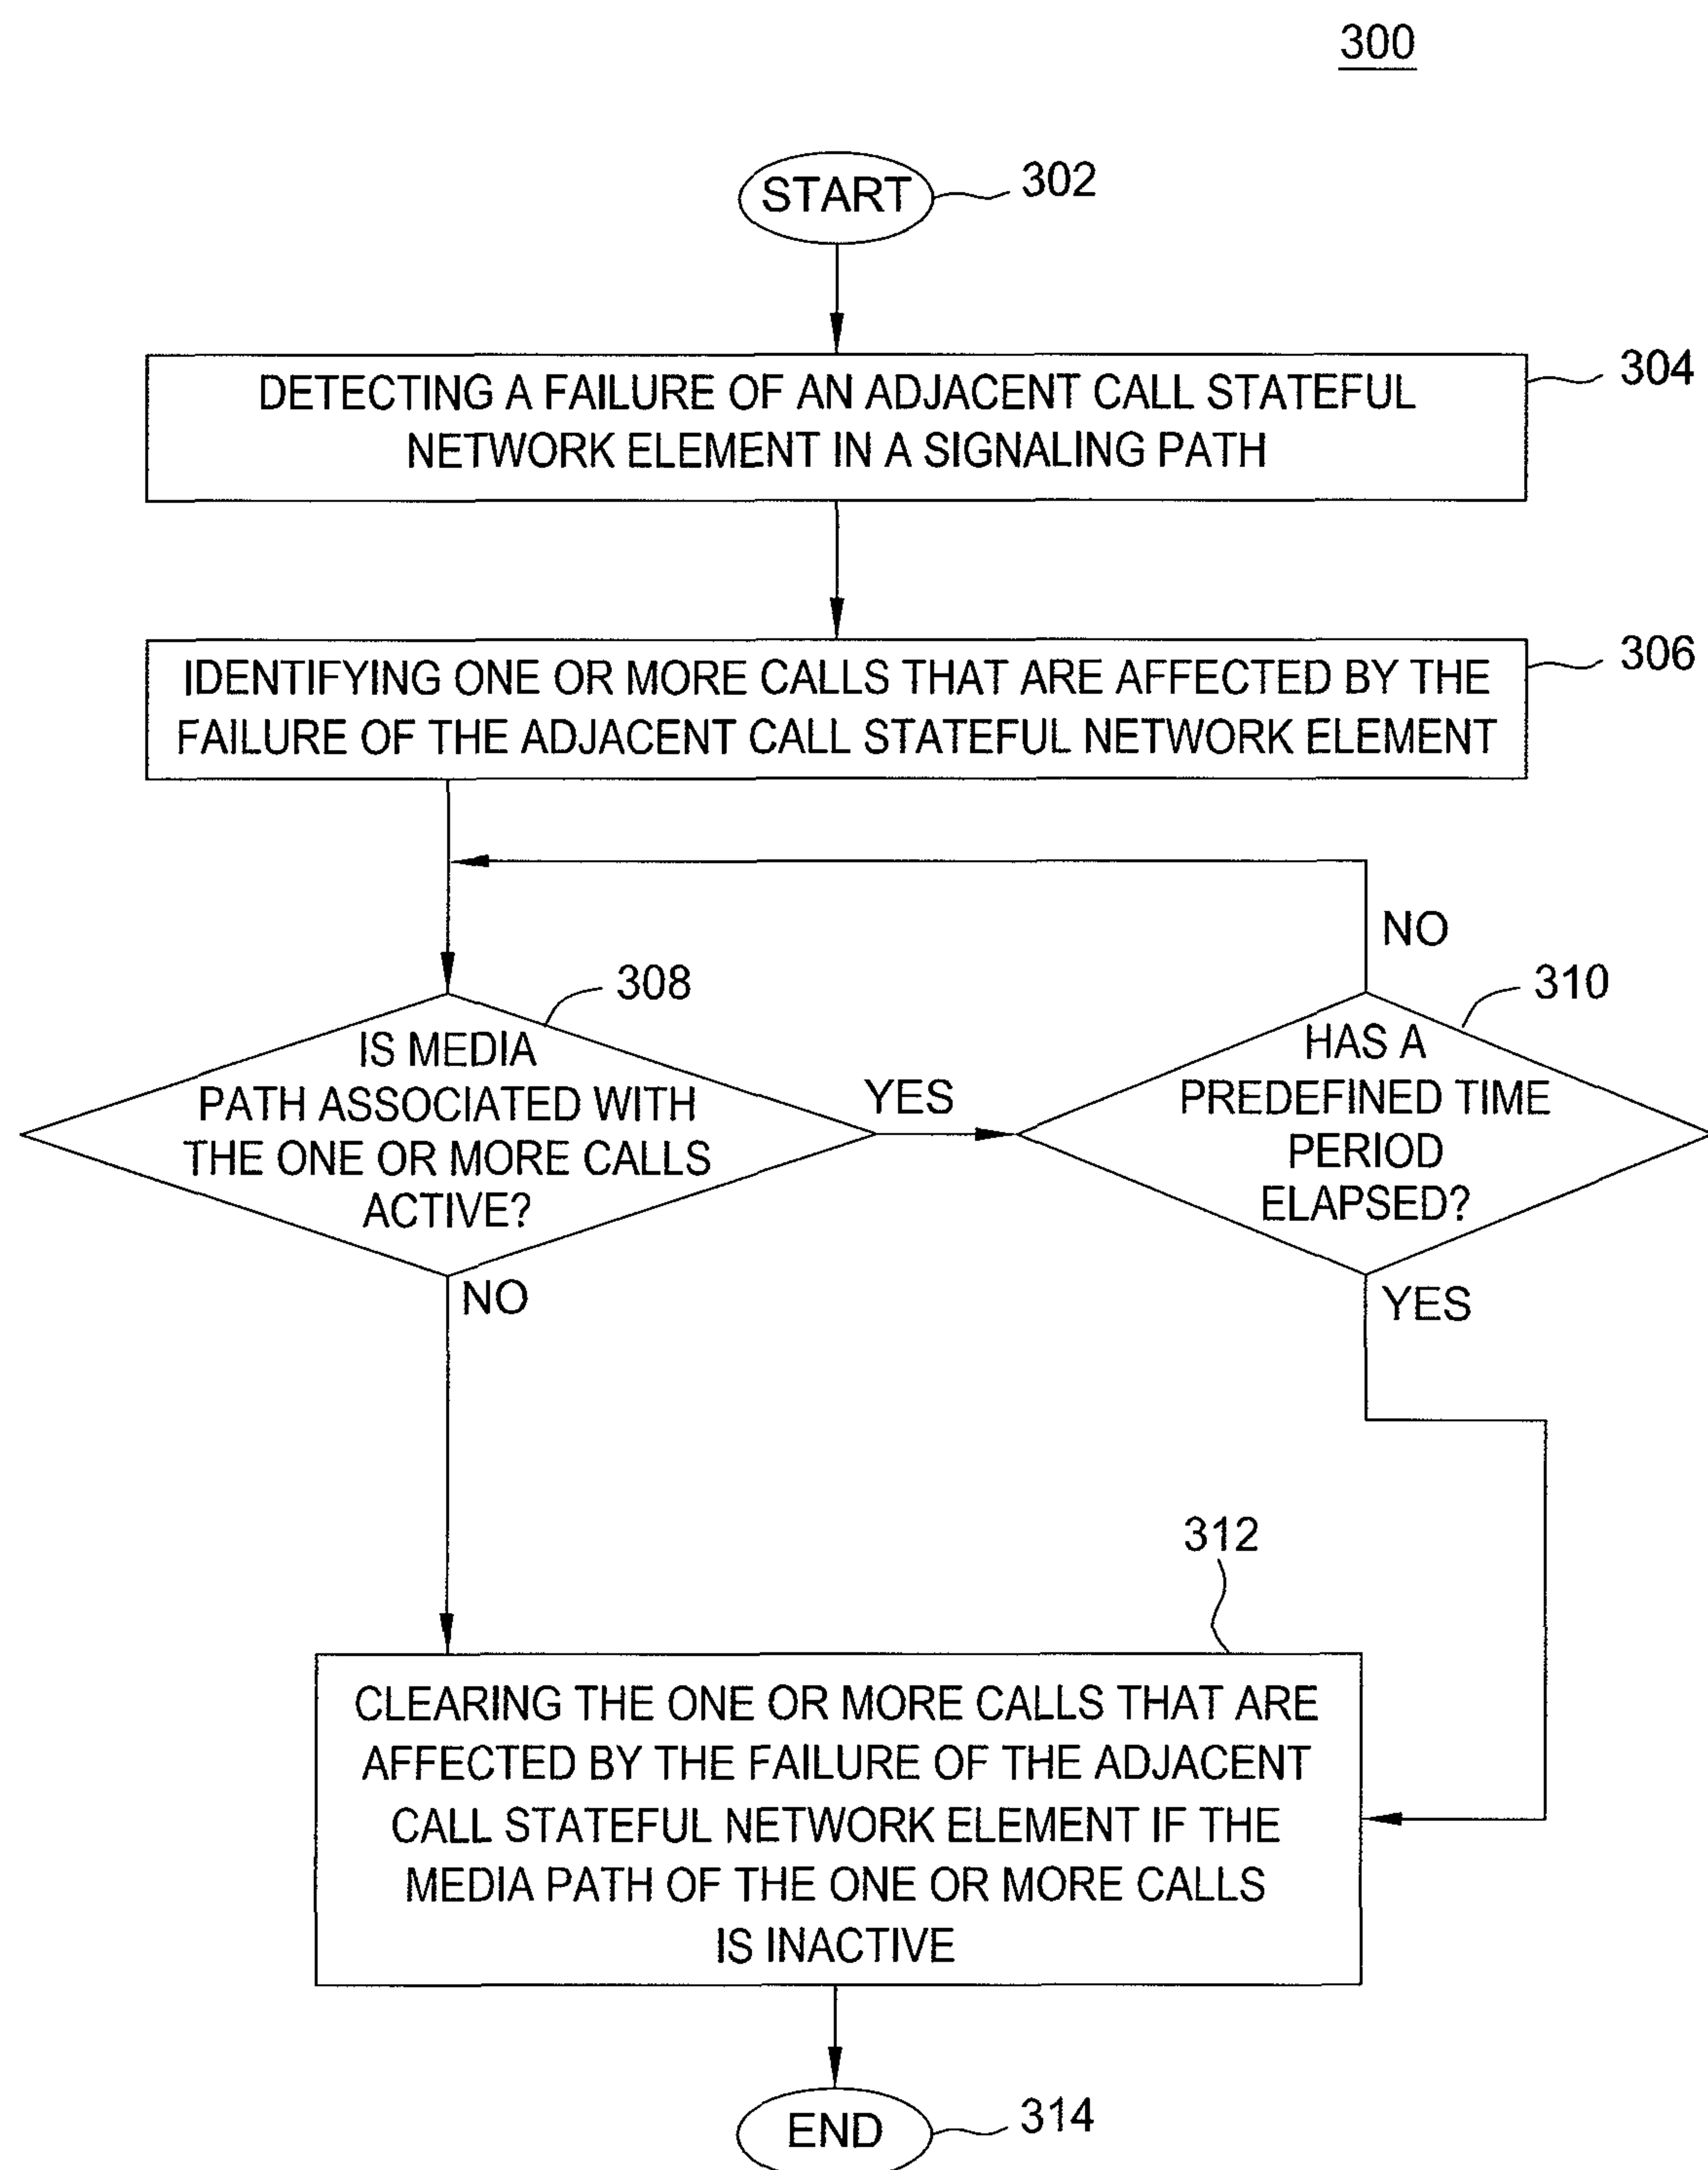 300
START
302
DETECTING A FAILURE OF AN ADJACENT CALL STATEFUL
NETWORK ELEMENT IN A SIGNALING PATH
304
IDENTIFYING ONE OR MORE CALLS THAT ARE AFFECTED BY THE
FAILURE OF THE ADJACENT CALL STATEFUL NETWORK ELEMENT
306
IS MEDIA
PATH ASSOCIATED WITH
THE ONE OR MORE CALLS
ACTIVE?
308
YES
NO
HAS A
PREDEFINED TIME
PERIOD
ELAPSED?
310
NO
YES
312
CLEARING THE ONE OR MORE CALLS THAT ARE
AFFECTED BY THE FAILURE OF THE ADJACENT
CALL STATEFUL NETWORK ELEMENT IF THE
MEDIA PATH OF THE ONE OR MORE CALLS
IS INACTIVE
END
314